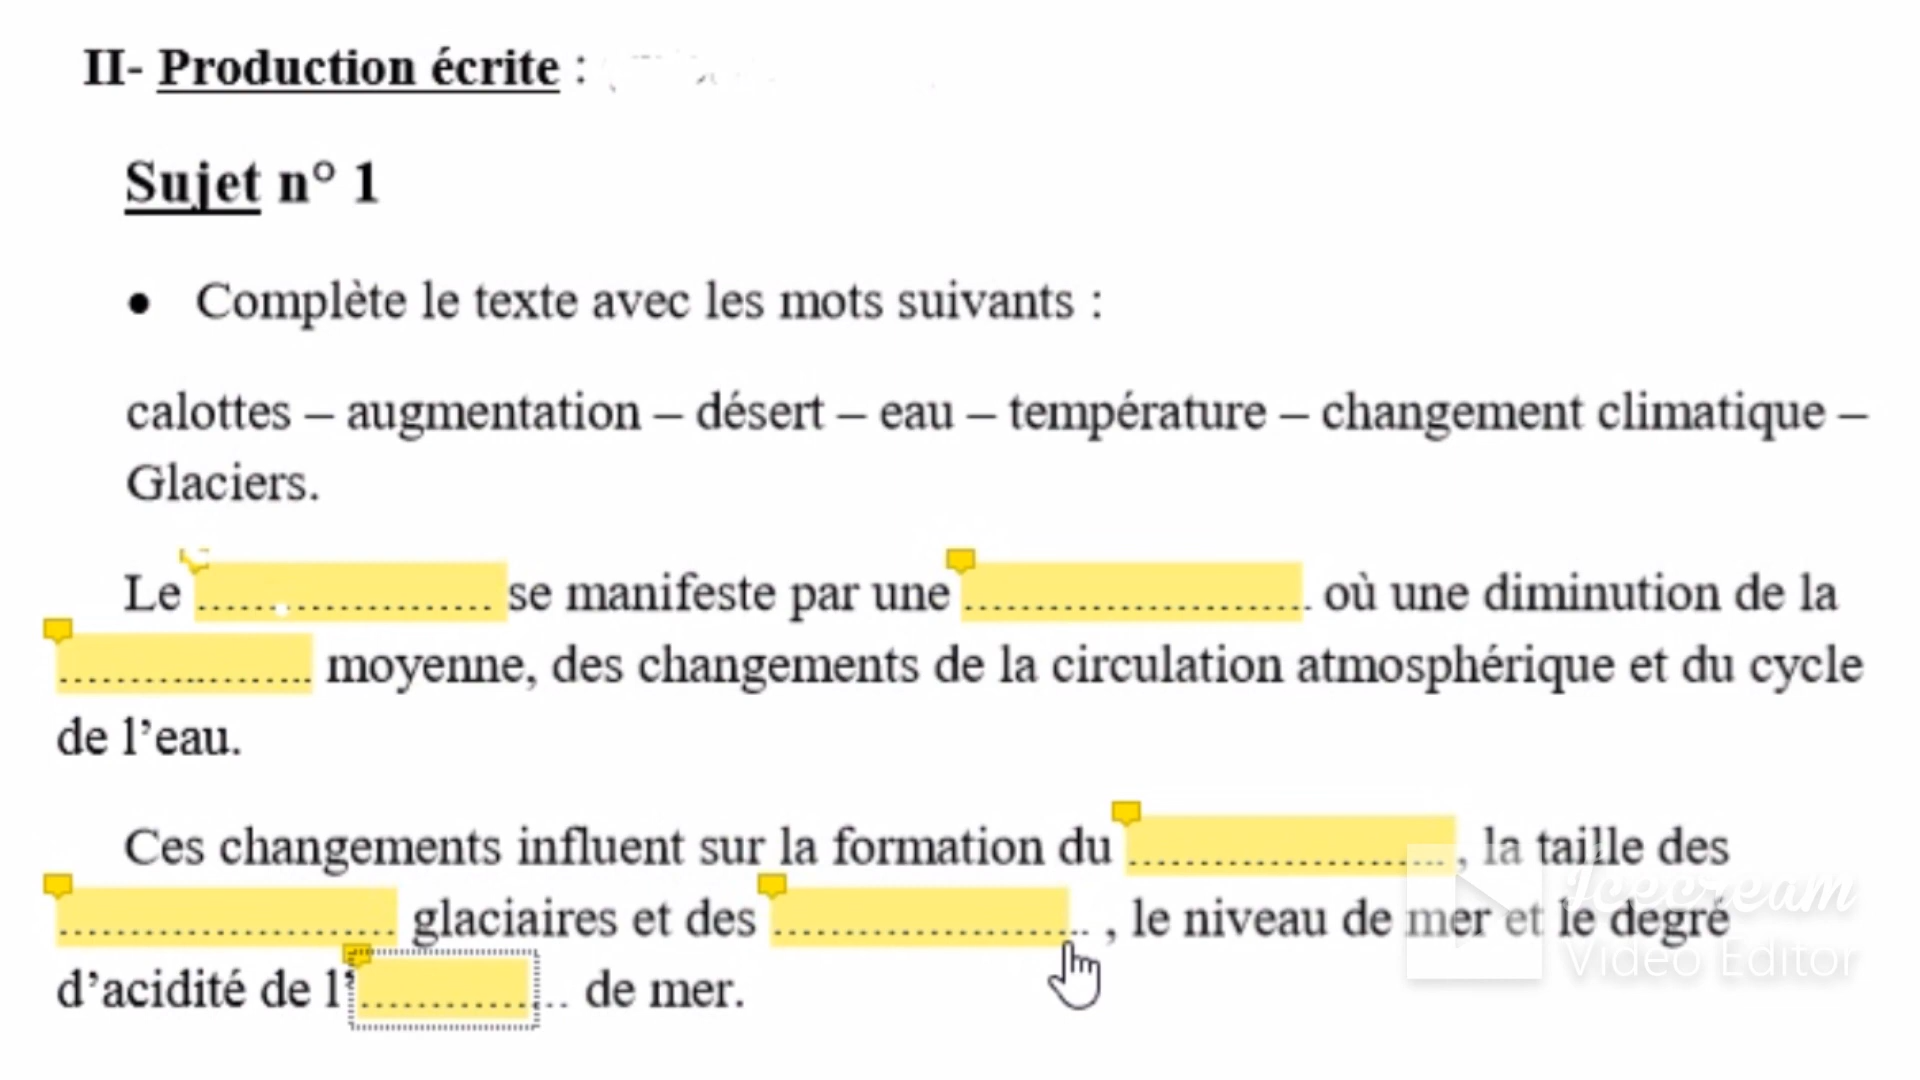 II- Production écrite :
Sujet n° 1
• Complète le texte avec les mots suivants :
calottes – augmentation – désert – eau – température – changement climatique –
Glaciers.
Le ..................... se manifeste par une ........................ où une diminution de la
.................. moyenne, des changements de la circulation atmosphérique et du cycle
de l’eau.
Ces changements influent sur la formation du ......................, la taille des
........................ glaciaires et des ...................... , le niveau de mer et le degré
d’acidité de l’............... de mer.
Icecream
Video Editor